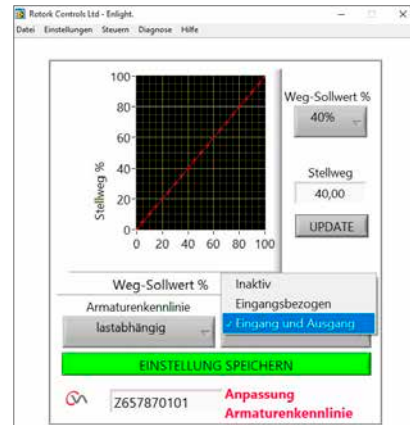 Rotork Controls Ltd - Enlight.
Datei Einstellungen Steuern Diagnose Hilfe
100
80
60
40
20
0
0 20 40 60 80 100
Stellweg %
Weg-Sollwert %
Weg-Sollwert %
40%
Stellweg
40,00
UPDATE
Armaturenkennlinie
lastabhängig
Inaktiv
Eingangsbezogen
✓ Eingang und Ausgang
EINSTELLUNG SPEICHERN
Z657870101
Anpassung
Armaturenkennlinie